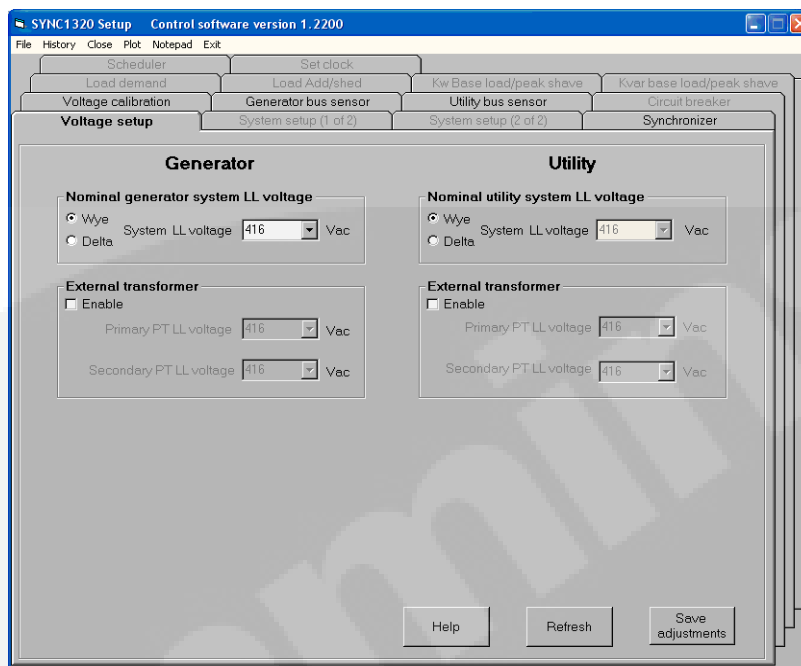 SYNC1320 Setup Control software version 1.2200
File History Close Plot Notepad Exit
Scheduler Set clock
Load demand Load Add/shed Kw Base load/peak shave Kvar base load/peak shave
Voltage calibration Generator bus sensor Utility bus sensor Circuit breaker
Voltage setup System setup (1 of 2) System setup (2 of 2) Synchronizer
Generator
Nominal generator system LL voltage
Wye
Delta
System LL voltage 416 Vac
External transformer
Enable
Primary PT LL voltage 416 Vac
Secondary PT LL voltage 416 Vac
Utility
Nominal utility system LL voltage
Wye
Delta
System LL voltage 416 Vac
External transformer
Enable
Primary PT LL voltage 416 Vac
Secondary PT LL voltage 416 Vac
Help
Refresh
Save
adjustments